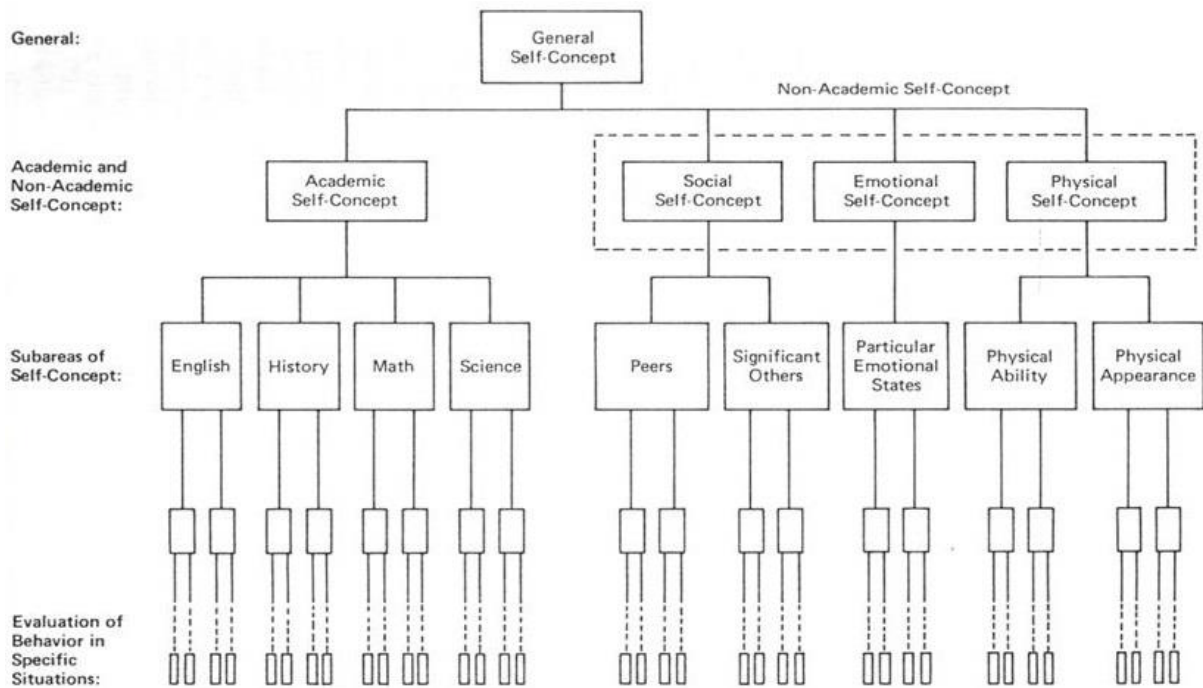 General:
General
Self-Concept
Non-Academic Self-Concept
Academic and
Non-Academic
Self-Concept:
Academic
Self-Concept
Social
Self-Concept
Emotional
Self-Concept
Physical
Self-Concept
Subareas of
Self-Concept:
English
History
Math
Science
Peers
Significant
Others
Particular
Emotional
States
Physical
Ability
Physical
Appearance
Evaluation of
Behavior in
Specific
Situations: